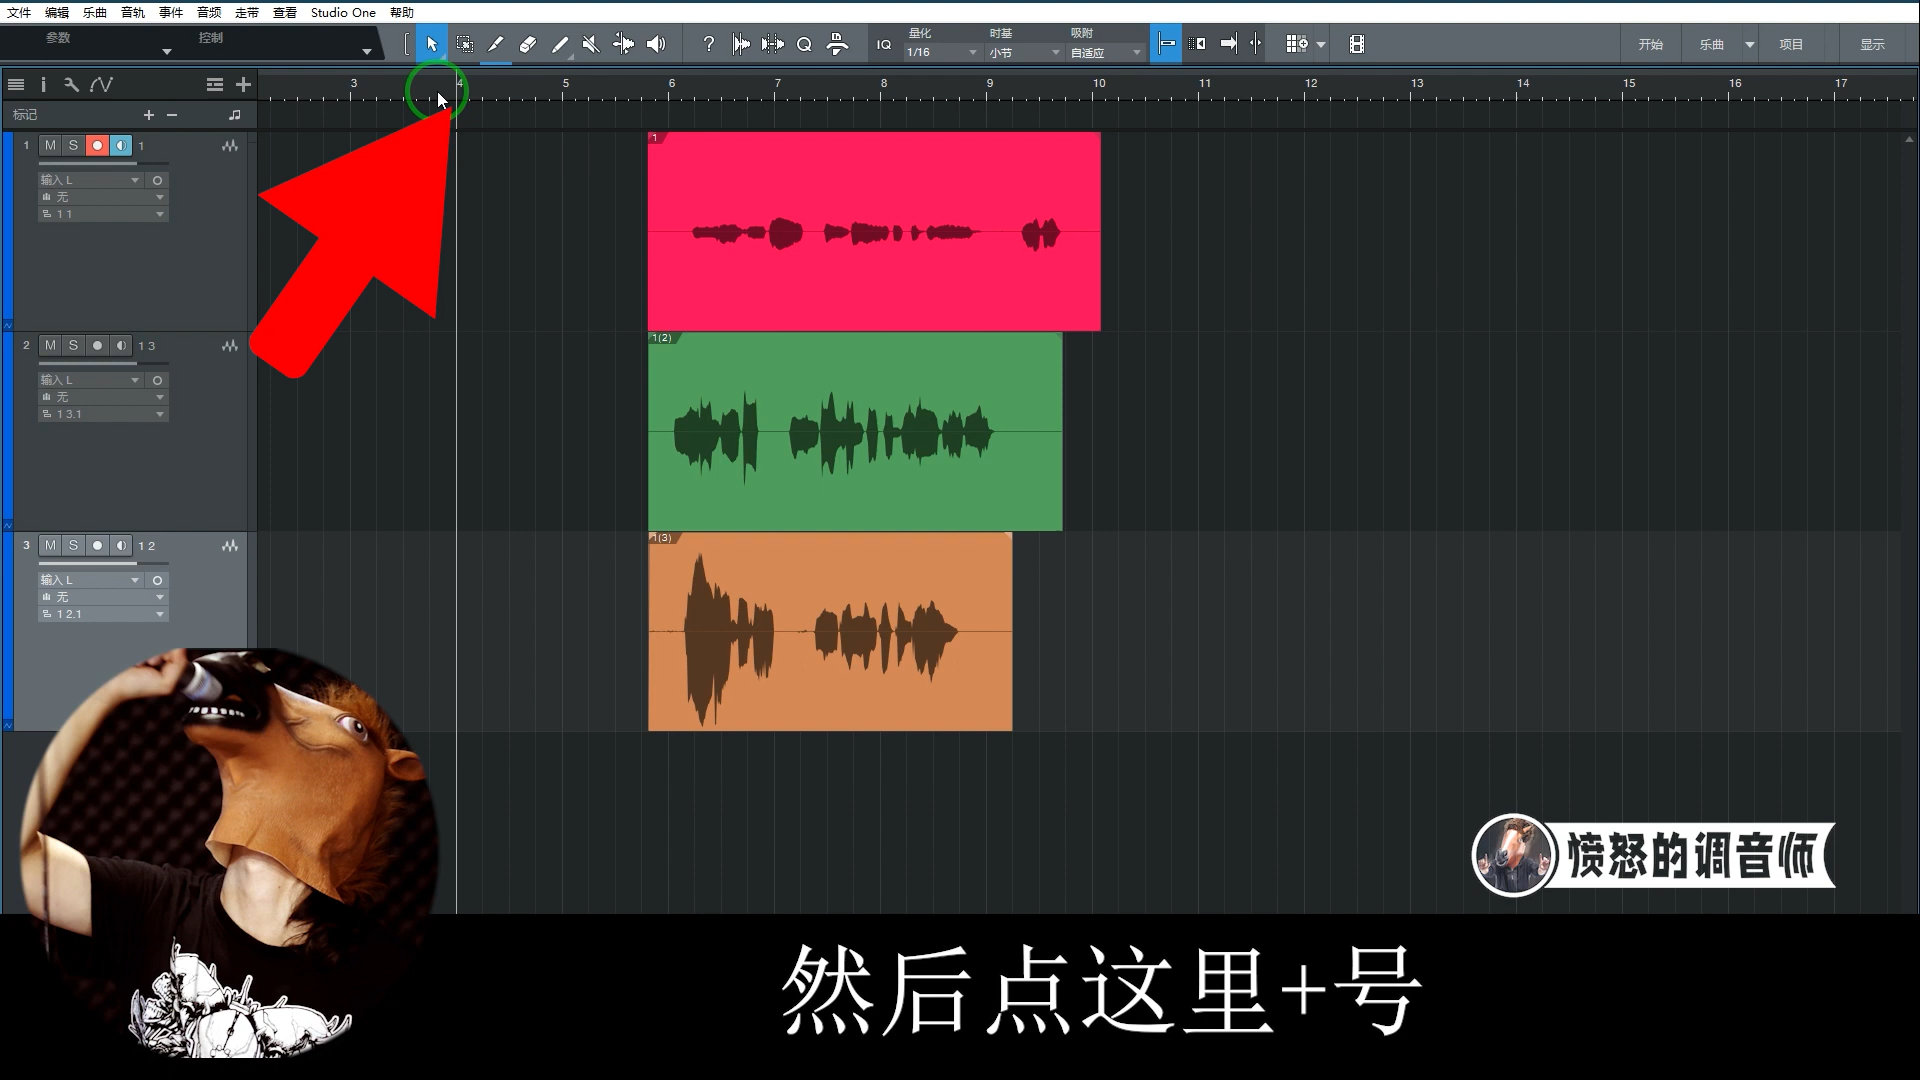 文件 编辑 乐曲 音轨 事件 音频 走带 查看 Studio One 帮助
参数 控制
? Q IQ 量化 1/16 时基 小节 吸附 自适应
开始 乐曲 项目 显示
3 4 5 6 7 8 9 10 11 12 13 14 15 16 17
标记
1 M S 1
输入 L
无
1 1
1
2 M S 1 3
输入 L
无
1 3.1
1(2)
3 M S 1 2
输入 L
无
1 2.1
1(3)
愤怒的调音师
然后点这里+号